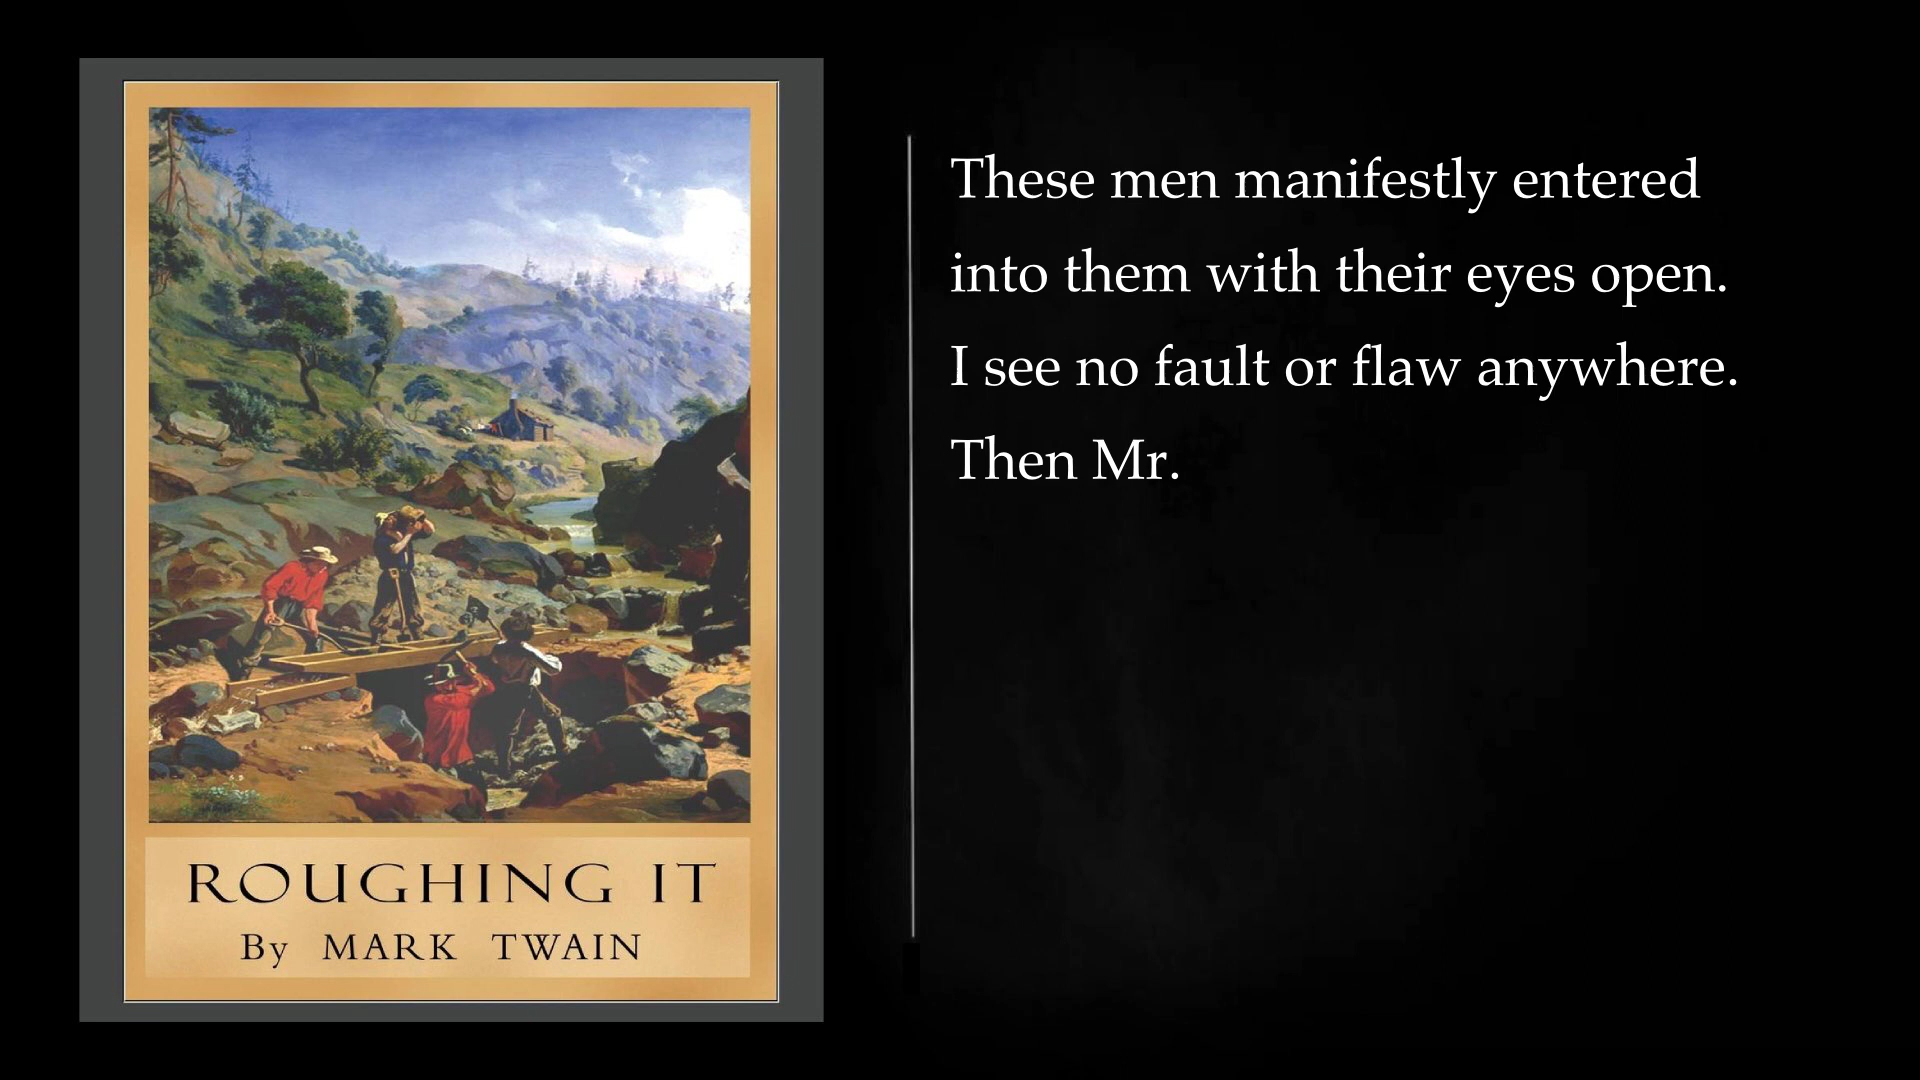 These men manifestly entered
into them with their eyes open.
I see no fault or flaw anywhere.
Then Mr.
ROUGHING IT
By MARK TWAIN